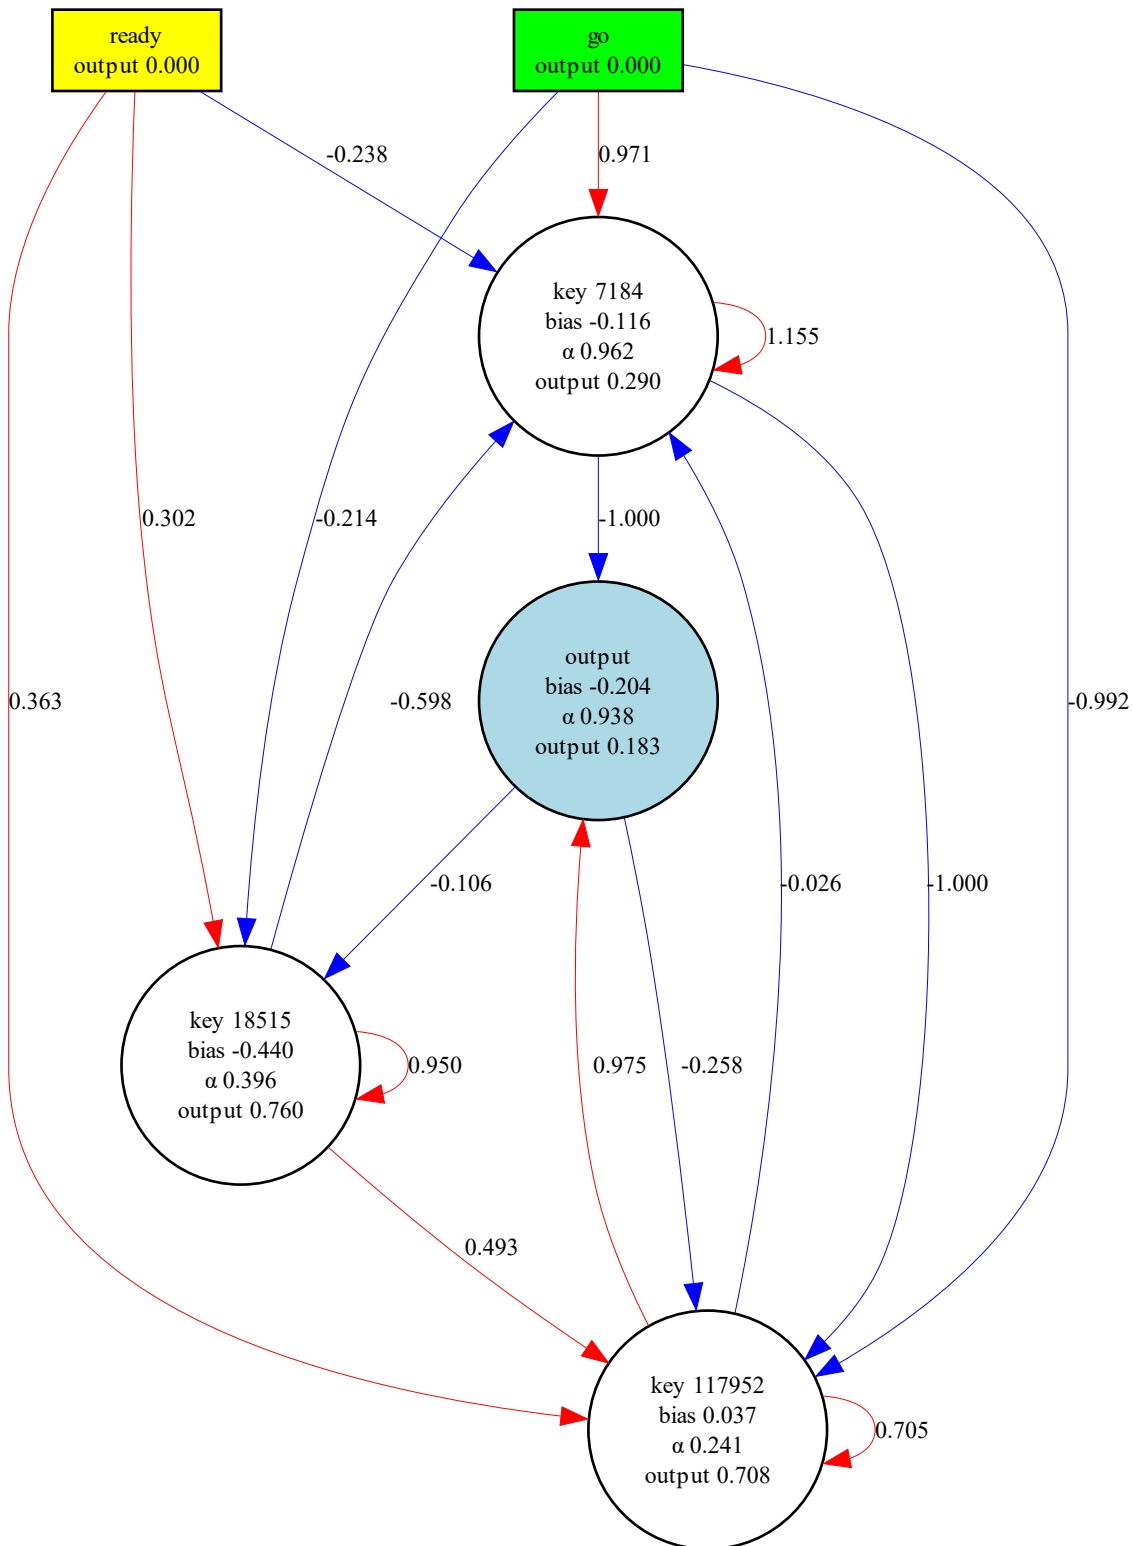 ready
output 0.000
go
output 0.000
-0.238
0.971
key 7184
bias -0.116
α 0.962
output 0.290
1.155
0.302
-0.214
-1.000
output
bias -0.204
α 0.938
output 0.183
0.363
-0.598
-0.992
-0.106
-0.026
-1.000
key 18515
bias -0.440
α 0.396
output 0.760
0.950
0.975
-0.258
0.493
key 117952
bias 0.037
α 0.241
output 0.708
0.705